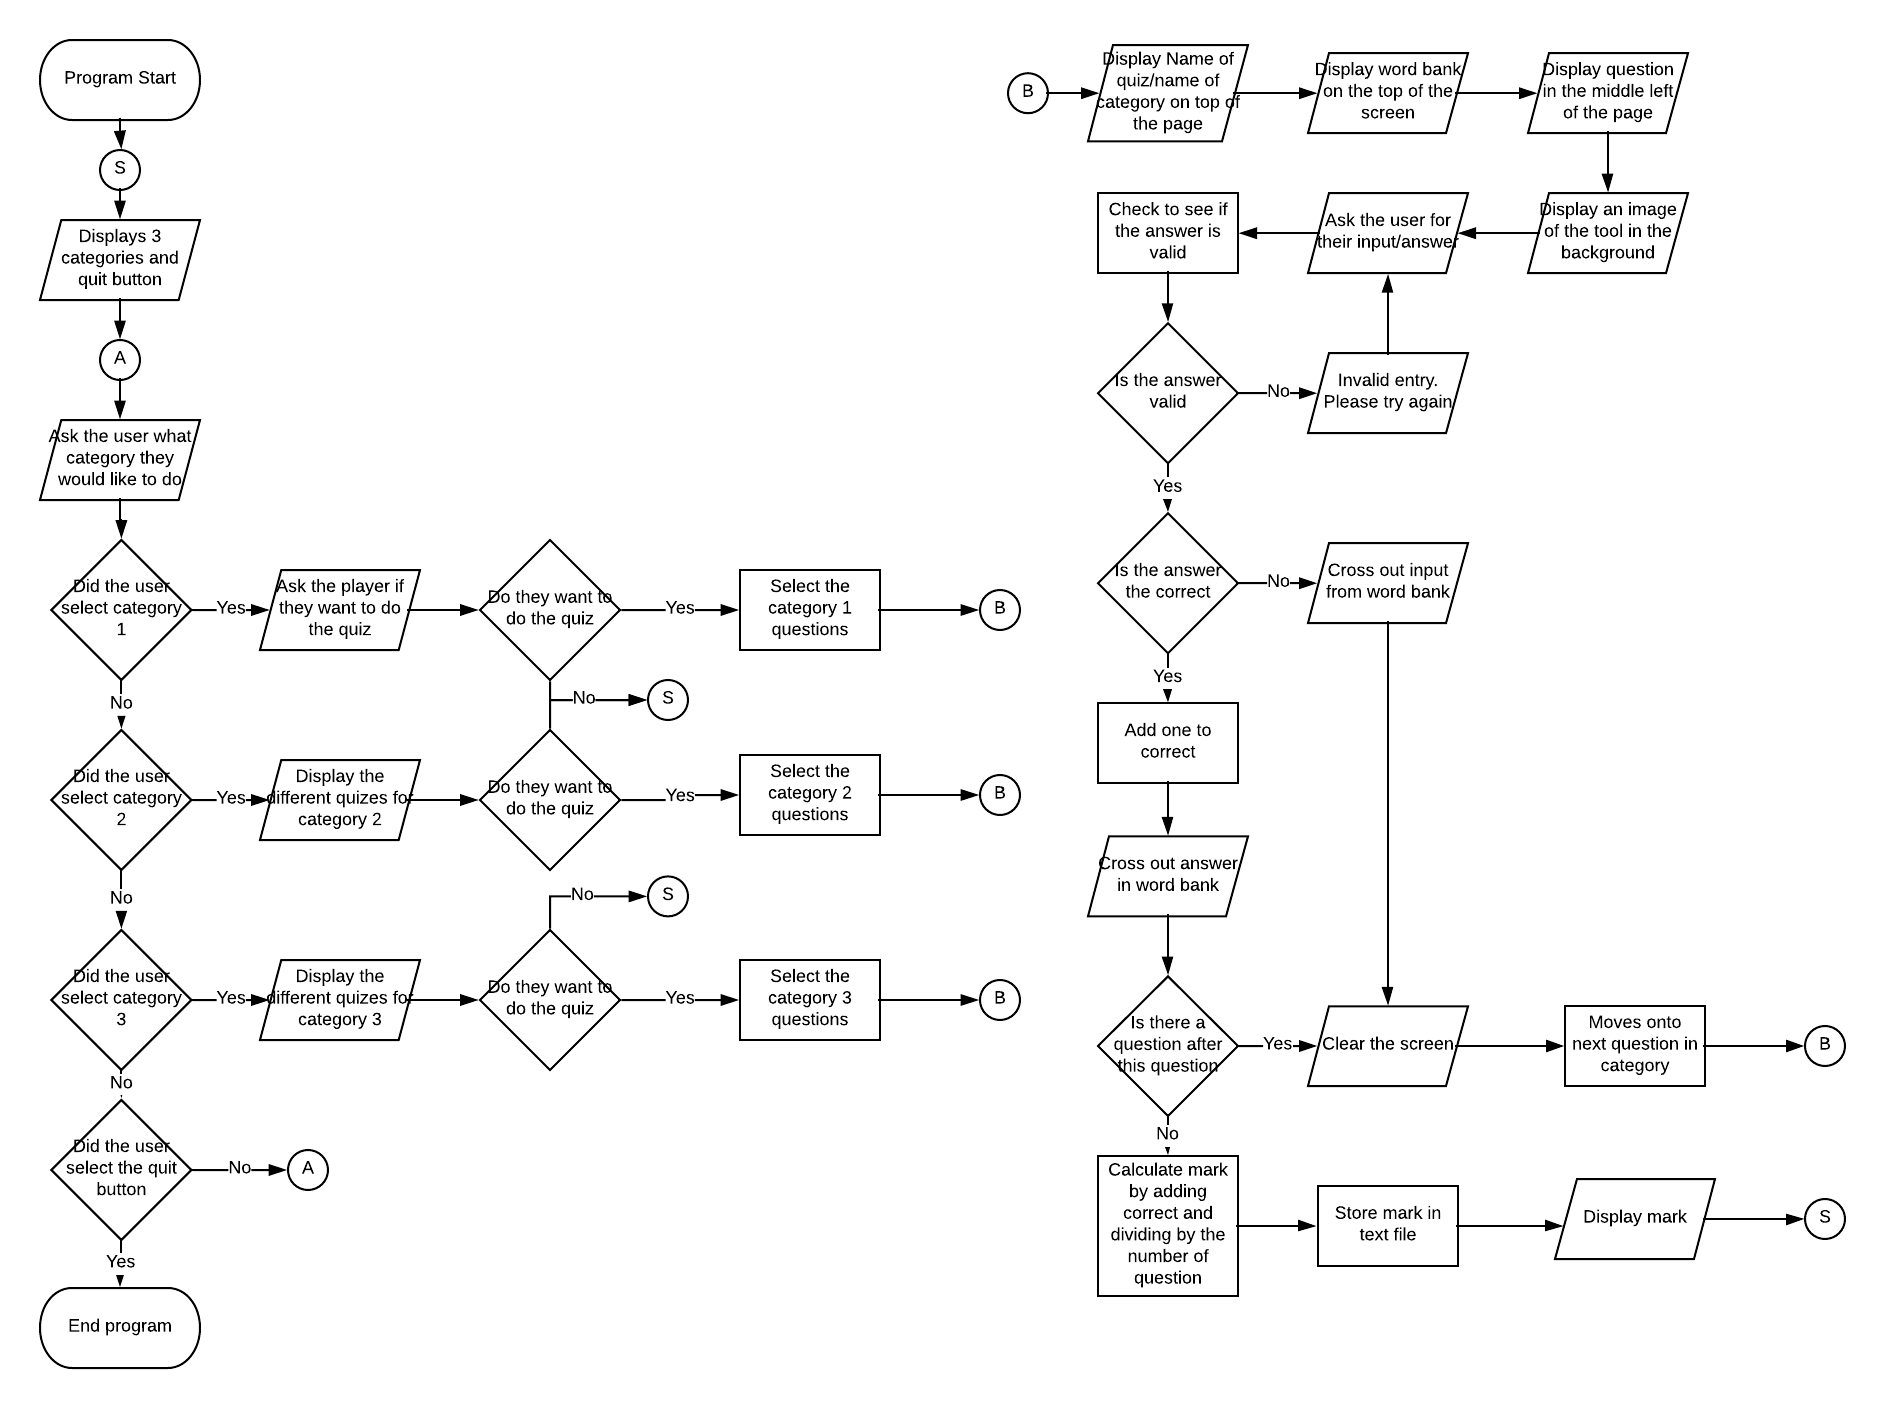 Program Start
S
Displays 3
categories and
quit button
A
Ask the user what
category they
would like to do
Did the user
select category
1
Yes
Ask the player if
they want to do
the quiz
Do they want to
do the quiz
Yes
Select the
category 1
questions
B
No
No
S
Did the user
select category
2
Yes
Display the
different quizes for
category 2
Do they want to
do the quiz
Yes
Select the
category 2
questions
B
No
No
S
Did the user
select category
3
Yes
Display the
different quizes for
category 3
Do they want to
do the quiz
Yes
Select the
category 3
questions
B
No
Did the user
select the quit
button
No
A
Yes
End program
B
Display Name of
quiz/name of
category on top of
the page
Display word bank
on the top of the
screen
Display question
in the middle left
of the page
Display an image
of the tool in the
background
Ask the user for
their input/answer
Check to see if
the answer is
valid
Is the answer
valid
No
Invalid entry.
Please try again
Yes
Is the answer
the correct
No
Cross out input
from word bank
Yes
Add one to
correct
Cross out answer
in word bank
Is there a
question after
this question
Yes
Clear the screen
Moves onto
next question in
category
B
No
Calculate mark
by adding
correct and
dividing by the
number of
question
Store mark in
text file
Display mark
S